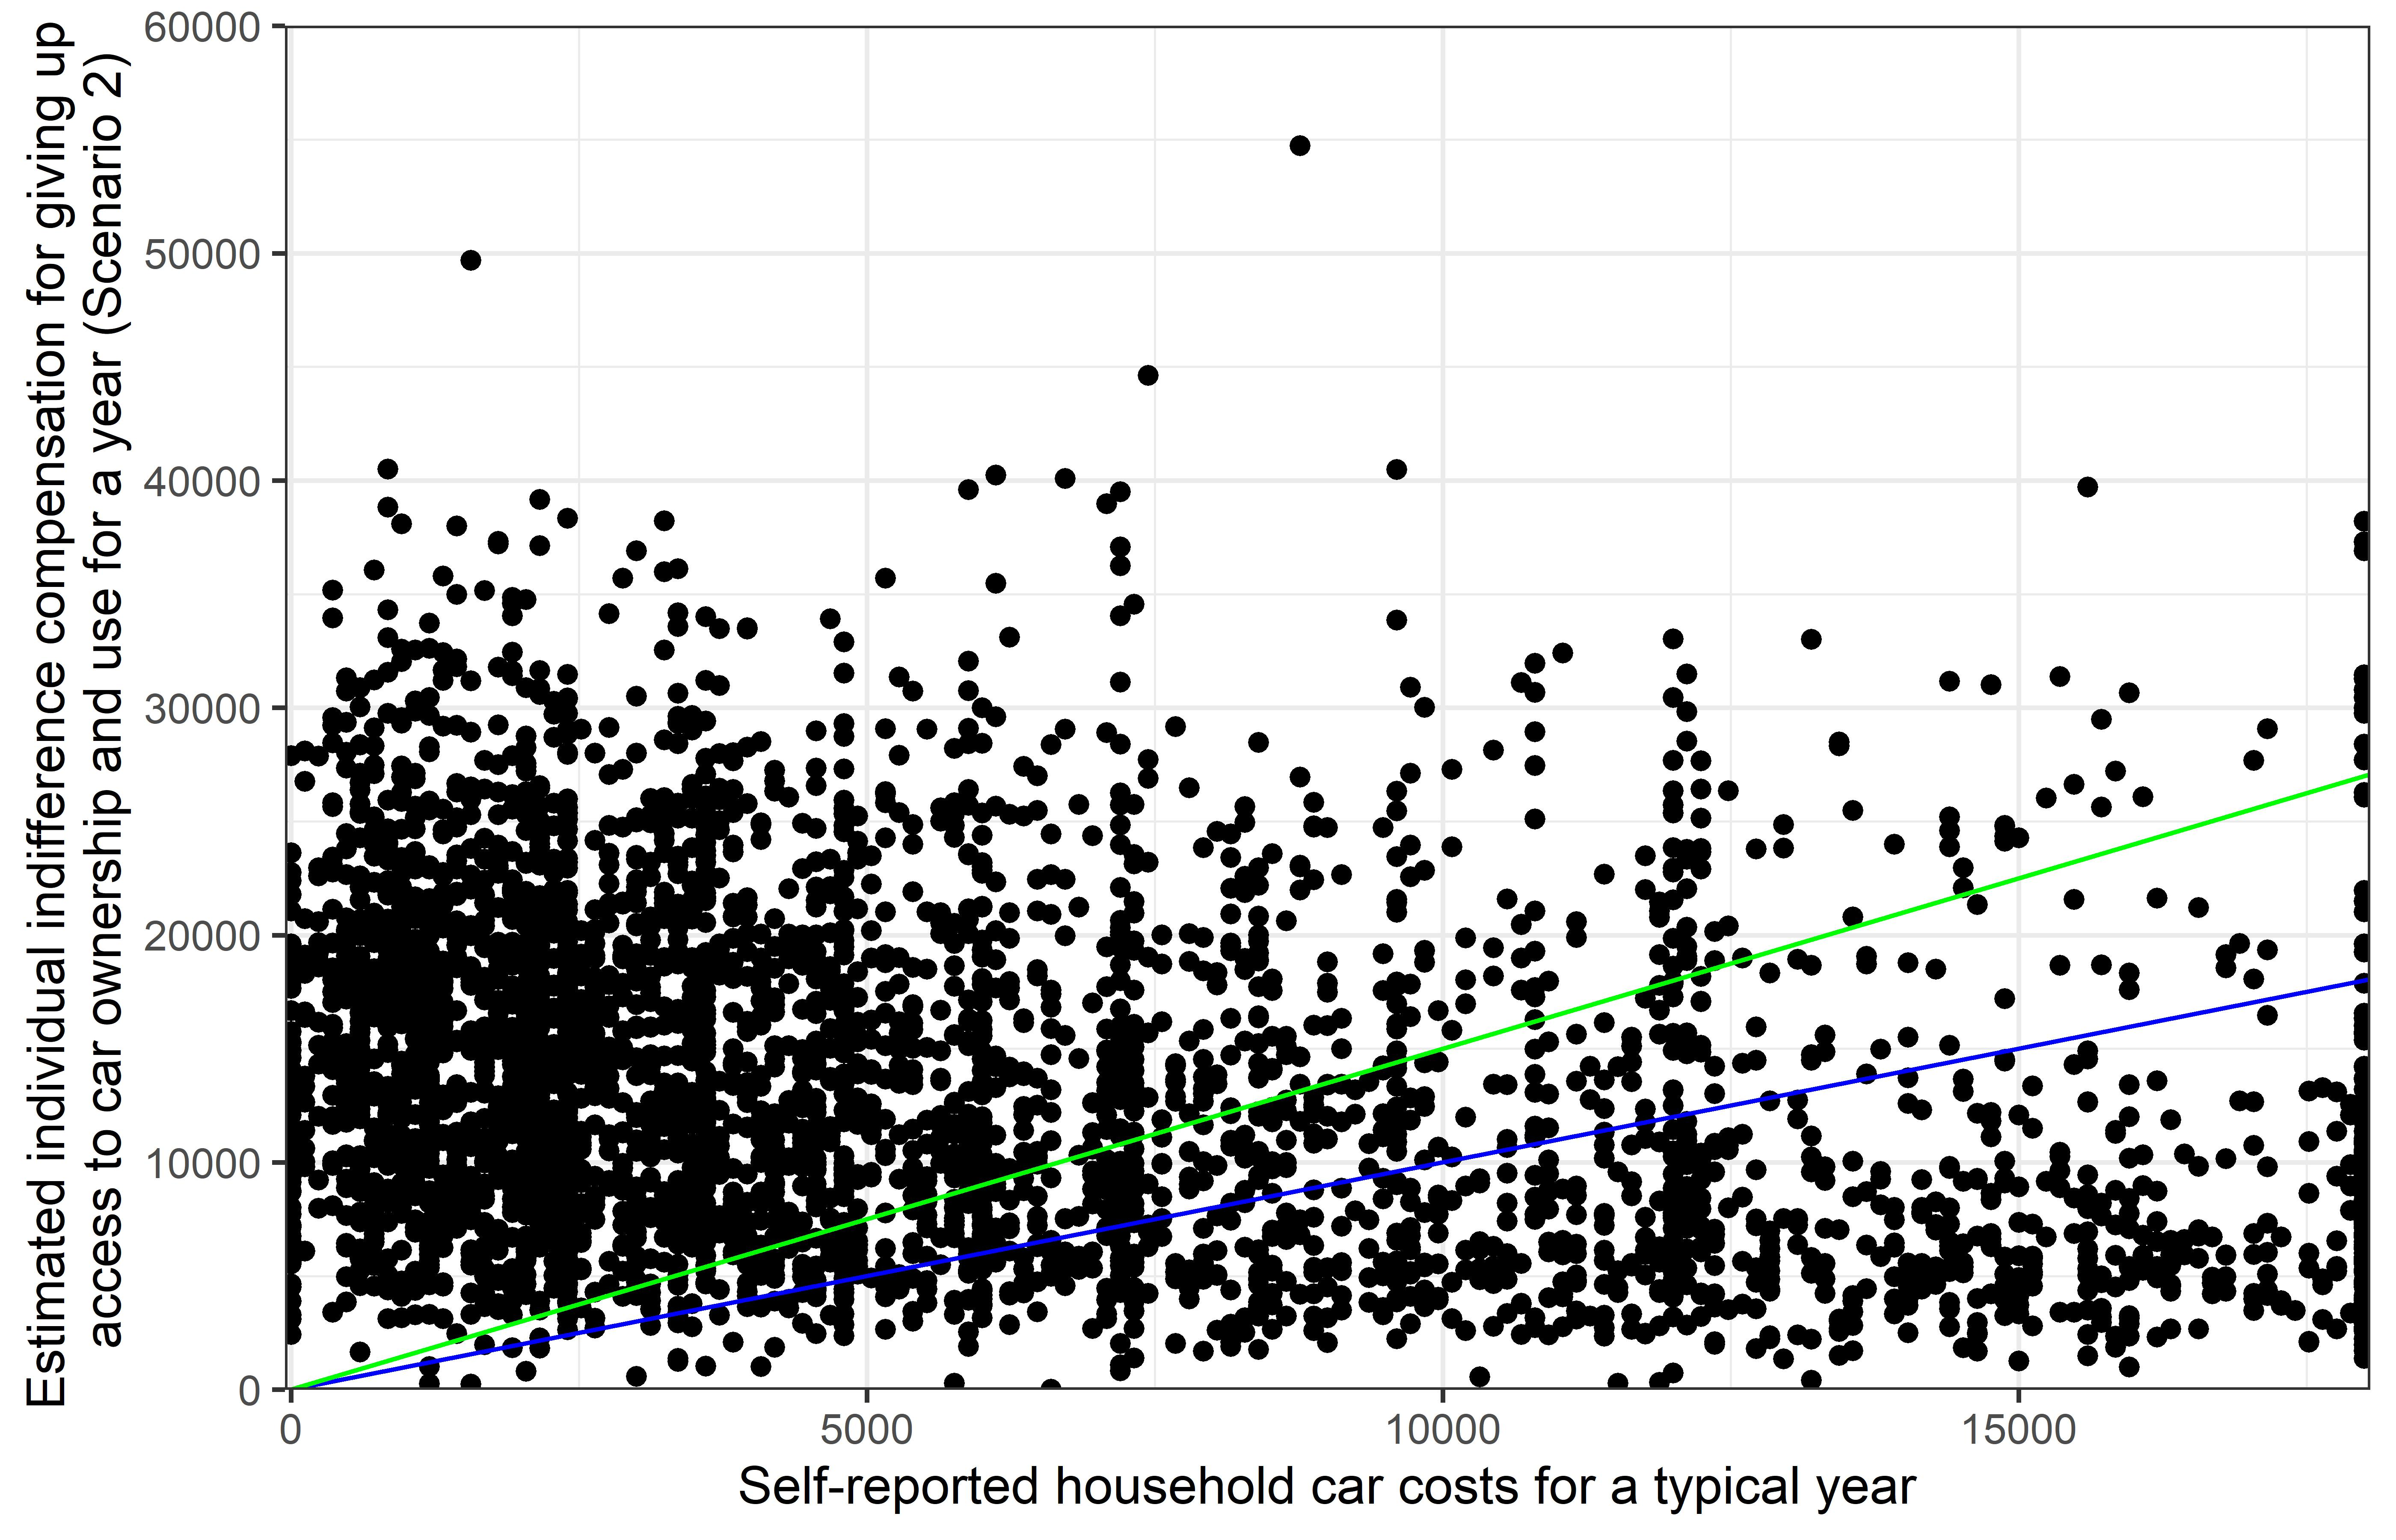 Estimated individual indifference compensation for giving up
access to car ownership and use for a year (Scenario 2)
60000
50000
40000
30000
20000
10000
0
0 5000 10000 15000
Self-reported household car costs for a typical year